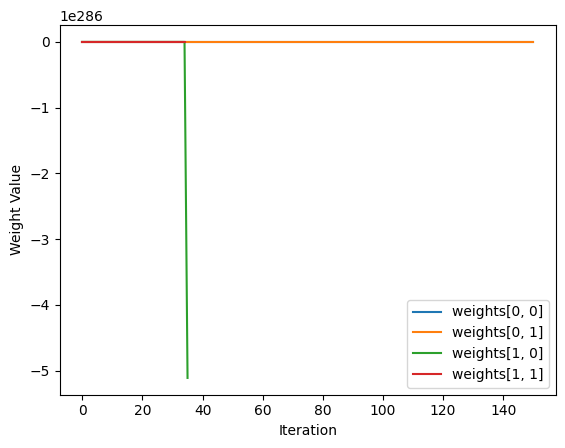 1e286
0
-1
-2
-3
-4
-5
Weight Value
0 20 40 60 80 100 120 140
Iteration
weights[0, 0]
weights[0, 1]
weights[1, 0]
weights[1, 1]